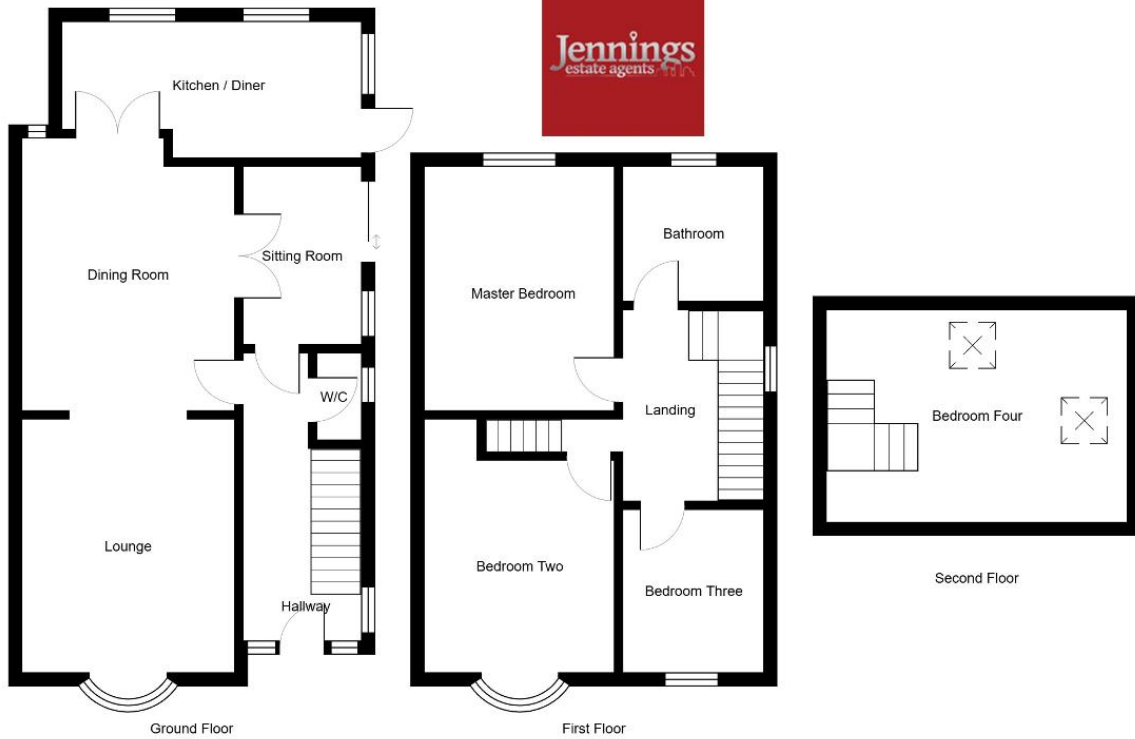 Jennings
estate agents
Kitchen / Diner
Dining Room
Sitting Room
W/C
Lounge
Hallway
Ground Floor
Master Bedroom
Bathroom
Landing
Bedroom Two
Bedroom Three
First Floor
Bedroom Four
Second Floor